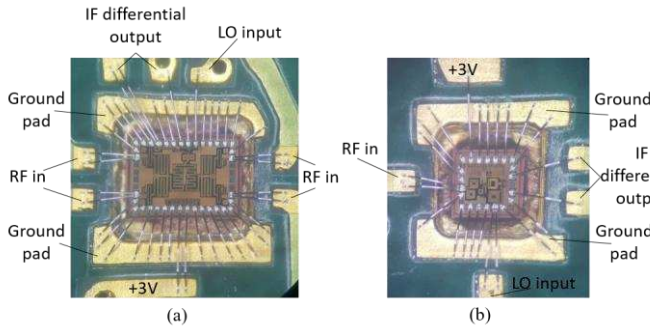 IF differential
output
LO input
Ground
pad
RF in
RF in
Ground
pad
+3V
(a)
+3V
Ground
pad
RF in
IF
differe
outp
Ground
pad
LO input
(b)